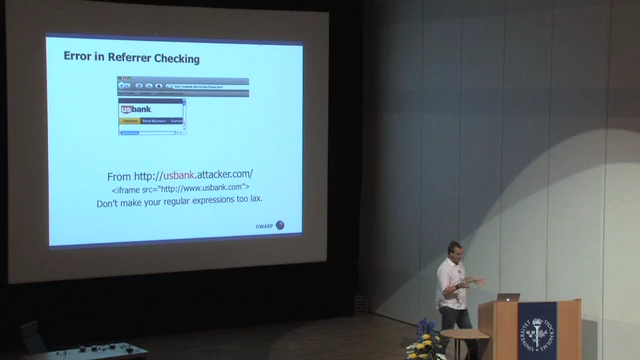 Error in Referrer Checking
usbank
From http://usbank.attacker.com/
<iframe src="http://www.usbank.com">
Don't make your regular expressions too lax.
OWASP